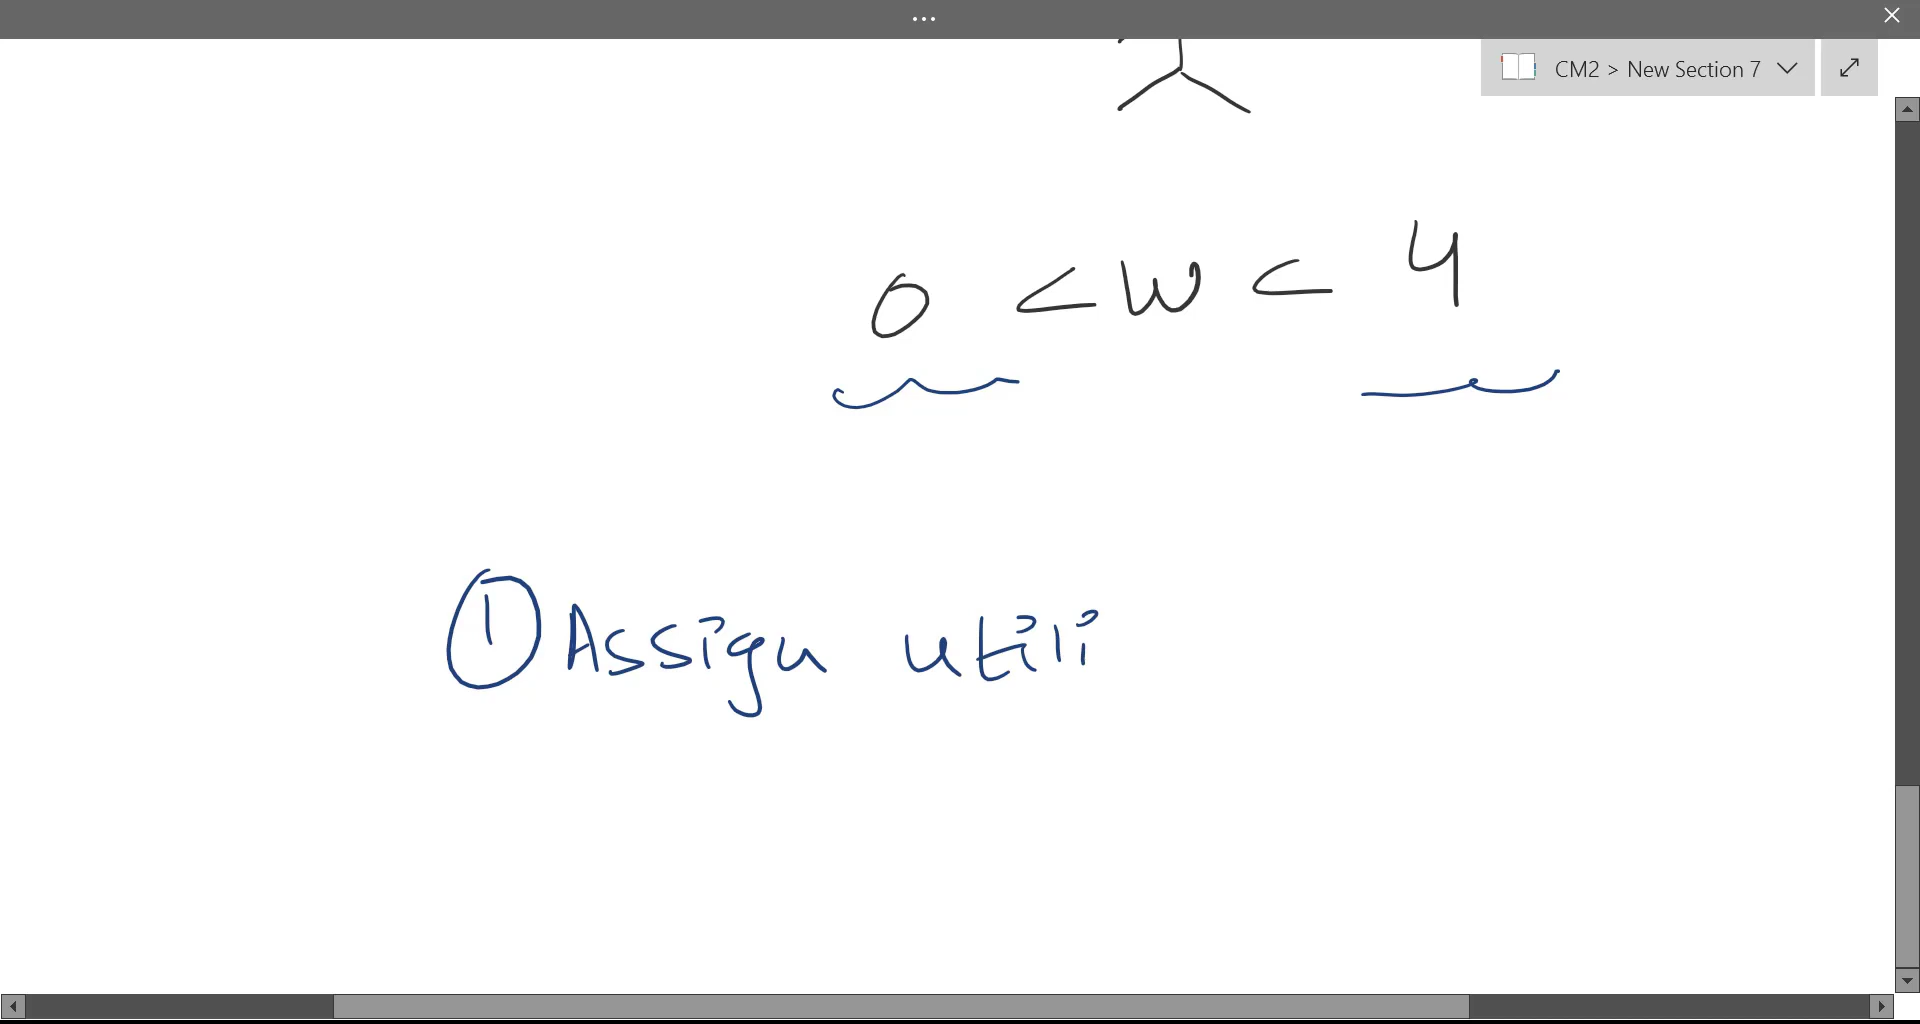 ...
CM2 > New Section 7
0 < W < 4
① Assign utili